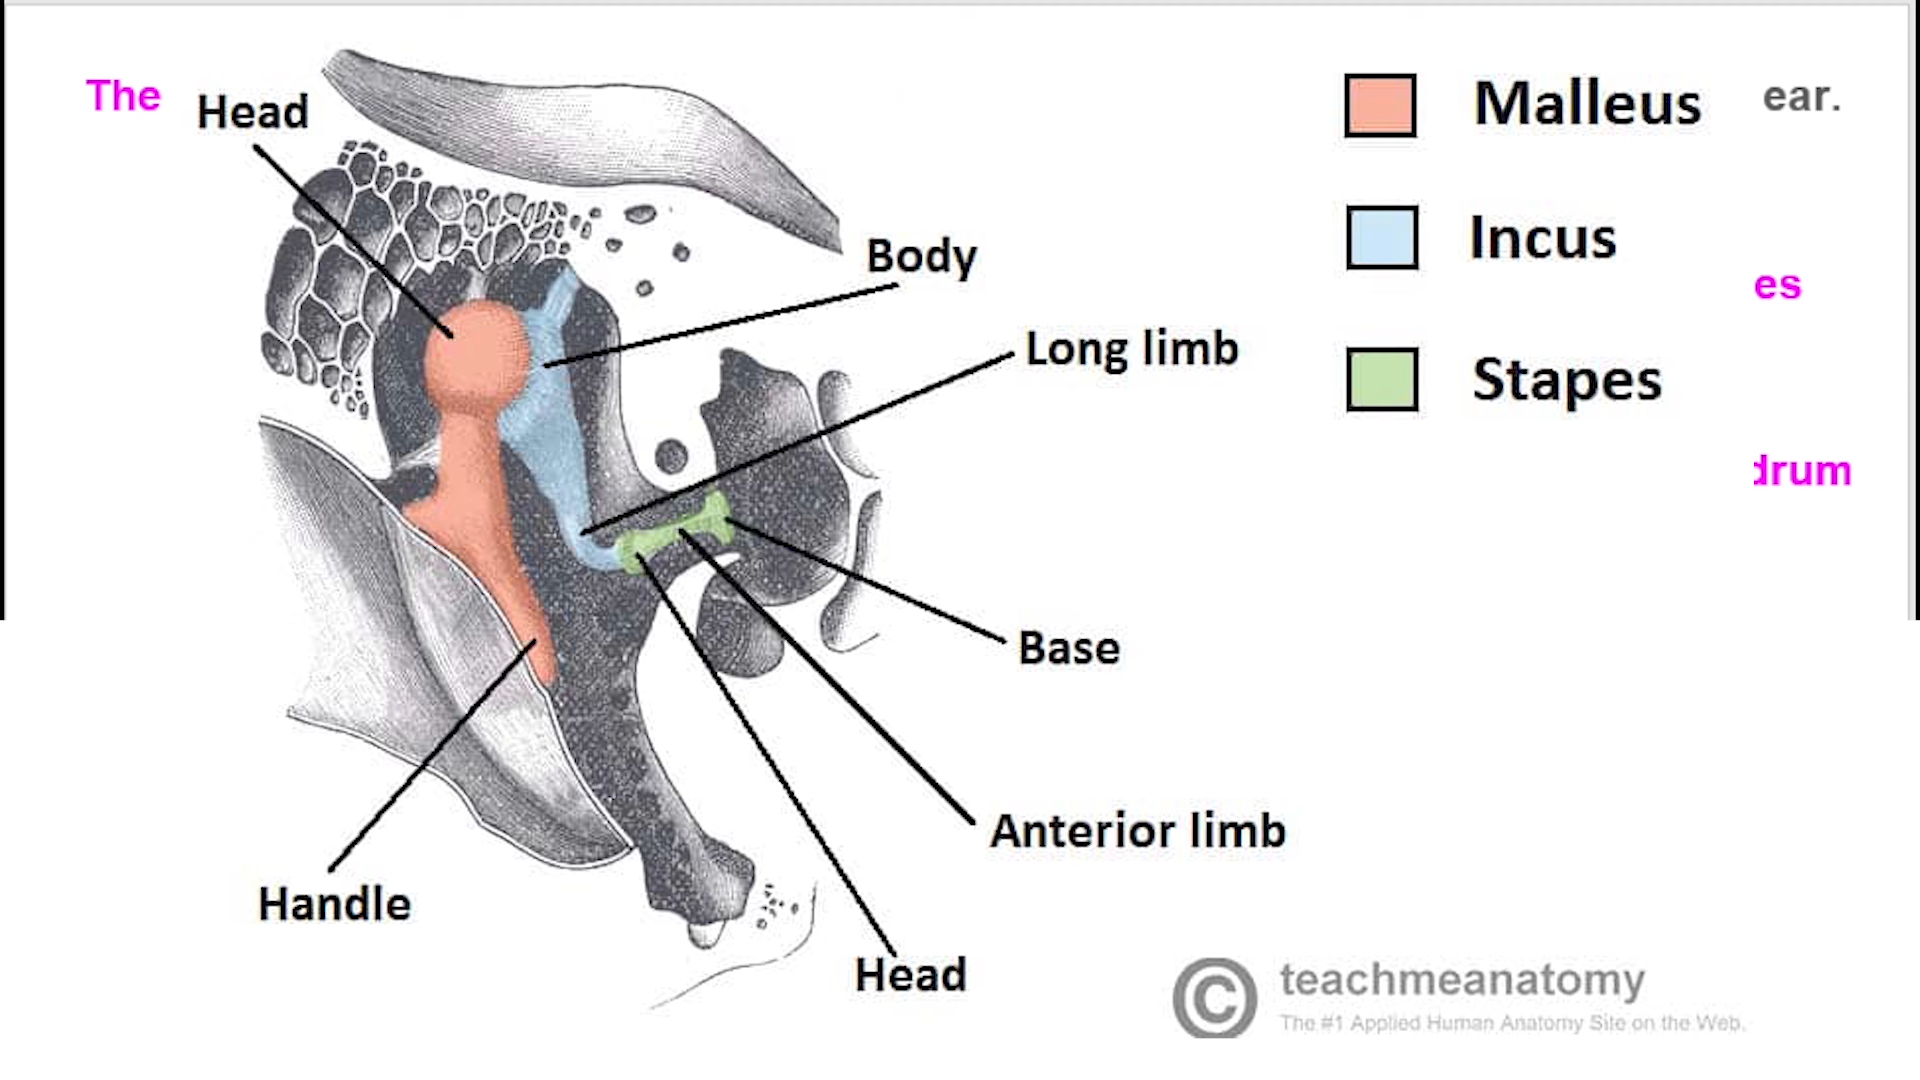 The
Head
Malleus
ear.
Incus
Body
es
Long limb
Stapes
drum
Base
Anterior limb
Handle
Head
© teachmeanatomy
The #1 Applied Human Anatomy Site on the Web.